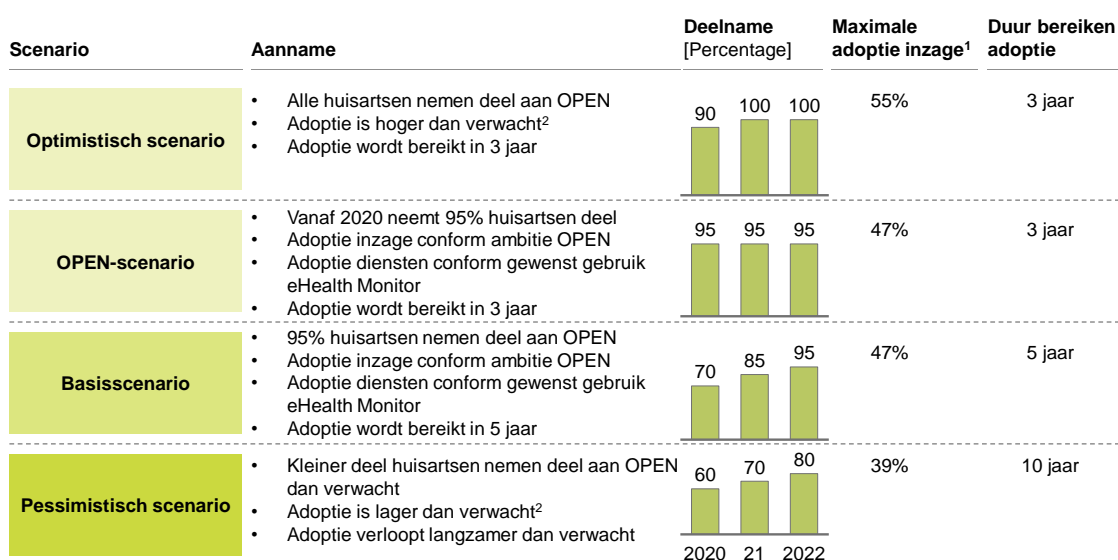 Scenario
Aanname
Deelname
[Percentage]
Maximale
adoptie inzage¹
Duur bereiken
adoptie
Optimistisch scenario
• Alle huisartsen nemen deel aan OPEN
• Adoptie is hoger dan verwacht²
• Adoptie wordt bereikt in 3 jaar
90 100 100
55%
3 jaar
OPEN-scenario
• Vanaf 2020 neemt 95% huisartsen deel
• Adoptie inzage conform ambitie OPEN
• Adoptie diensten conform gewenst gebruik
eHealth Monitor
• Adoptie wordt bereikt in 3 jaar
95 95 95
47%
3 jaar
Basisscenario
• 95% huisartsen nemen deel aan OPEN
• Adoptie inzage conform ambitie OPEN
• Adoptie diensten conform gewenst gebruik
eHealth Monitor
• Adoptie wordt bereikt in 5 jaar
70 85 95
47%
5 jaar
Pessimistisch scenario
• Kleiner deel huisartsen nemen deel aan OPEN
dan verwacht
• Adoptie is lager dan verwacht²
• Adoptie verloopt langzamer dan verwacht
60 70 80
39%
10 jaar
2020 21 2022